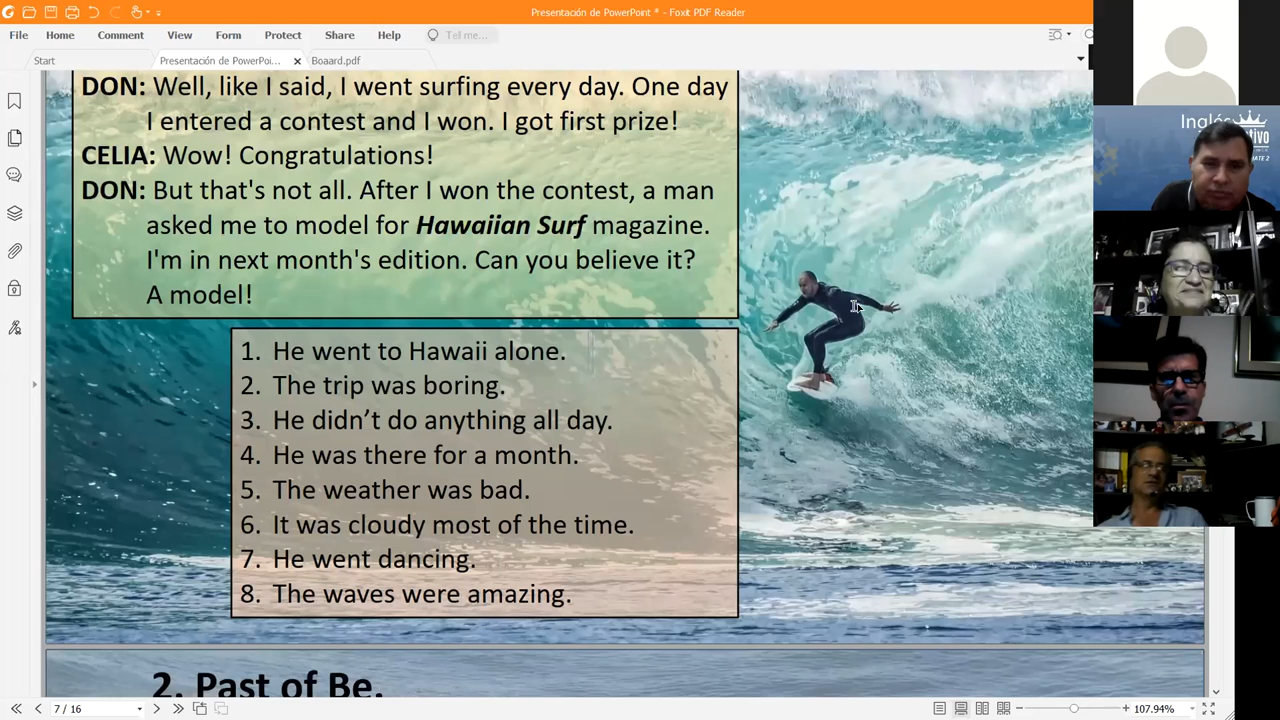 Presentación de PowerPoint * - Foxit PDF Reader
File Home Comment View Form Protect Share Help Tell me...
Start Presentación de PowerPoi... Boaard.pdf
DON: Well, like I said, I went surfing every day. One day
I entered a contest and I won. I got first prize!
CELIA: Wow! Congratulations!
DON: But that's not all. After I won the contest, a man
asked me to model for Hawaiian Surf magazine.
I'm in next month's edition. Can you believe it?
A model!
1. He went to Hawaii alone.
2. The trip was boring.
3. He didn't do anything all day.
4. He was there for a month.
5. The weather was bad.
6. It was cloudy most of the time.
7. He went dancing.
8. The waves were amazing.
2. Past of Be.
7 / 16
107.94%